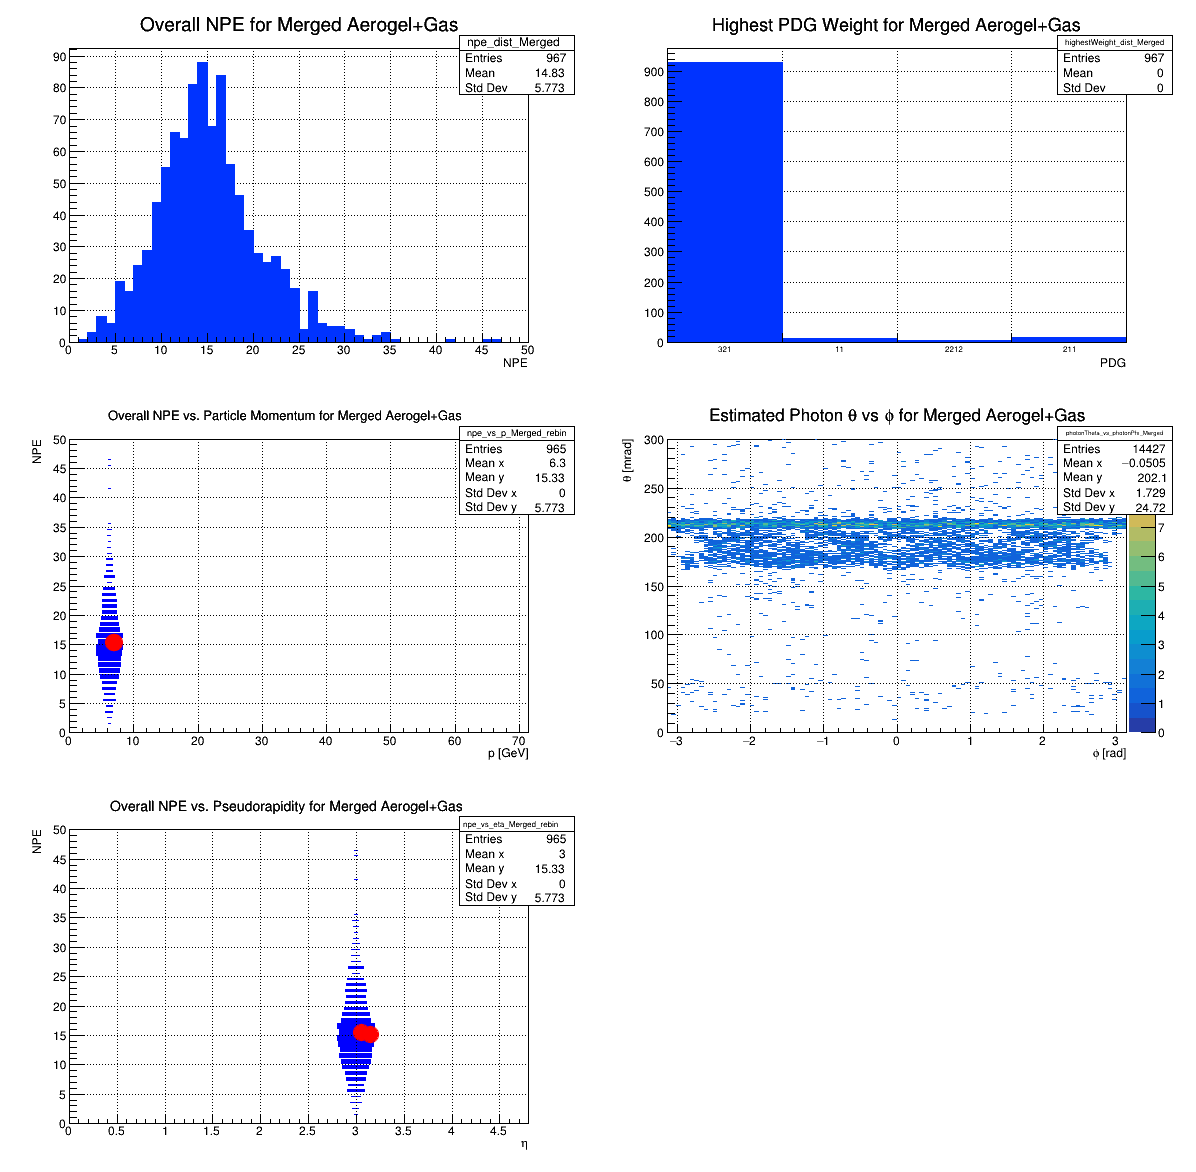 Overall NPE for Merged Aerogel+Gas
npe_dist_Merged
Entries 967
Mean 14.83
Std Dev 5.773
90
80
70
60
50
40
30
20
10
0
0 5 10 15 20 25 30 35 40 45 50
NPE
Highest PDG Weight for Merged Aerogel+Gas
highestWeight_dist_Merged
Entries 967
Mean 0
Std Dev 0
900
800
700
600
500
400
300
200
100
0
321 11 2212 211
PDG
Overall NPE vs. Particle Momentum for Merged Aerogel+Gas
npe_vs_p_Merged_rebin
Entries 965
Mean x 6.3
Mean y 15.33
Std Dev x 0
Std Dev y 5.773
NPE
50
45
40
35
30
25
20
15
10
5
0
0 10 20 30 40 50 60 70
p [GeV]
Estimated Photon θ vs ϕ for Merged Aerogel+Gas
photonTheta_vs_photonPhi_Merged
Entries 14427
Mean x −0.0505
Mean y 202.1
Std Dev x 1.729
Std Dev y 24.72
θ [mrad]
300
250
200
150
100
50
0
−3 −2 −1 0 1 2 3
ϕ [rad]
7
6
5
4
3
2
1
0
Overall NPE vs. Pseudorapidity for Merged Aerogel+Gas
npe_vs_eta_Merged_rebin
Entries 965
Mean x 3
Mean y 15.33
Std Dev x 0
Std Dev y 5.773
NPE
50
45
40
35
30
25
20
15
10
5
0
0 0.5 1 1.5 2 2.5 3 3.5 4 4.5
η